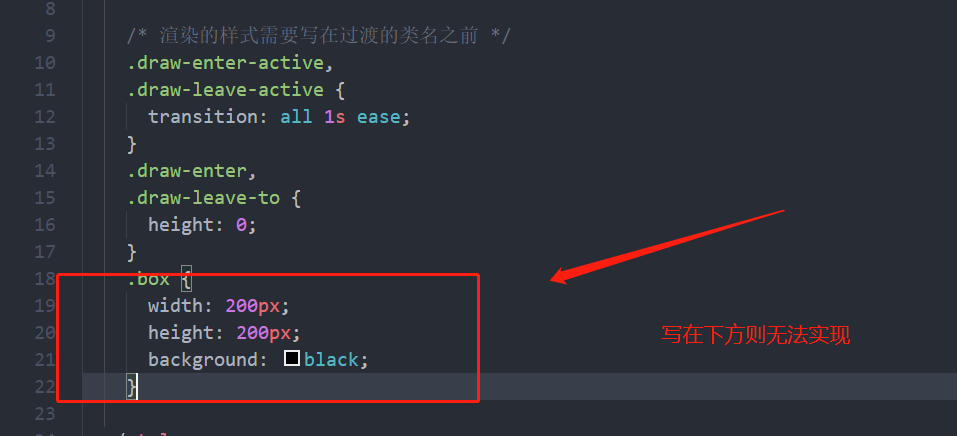 8
9 /* 渲染的样式需要写在过渡的类名之前 */
10 .draw-enter-active,
11 .draw-leave-active {
12 transition: all 1s ease;
13 }
14 .draw-enter,
15 .draw-leave-to {
16 height: 0;
17 }
18 .box {
19 width: 200px;
20 height: 200px;
写在下方则无法实现
21 background: black;
22 }
23